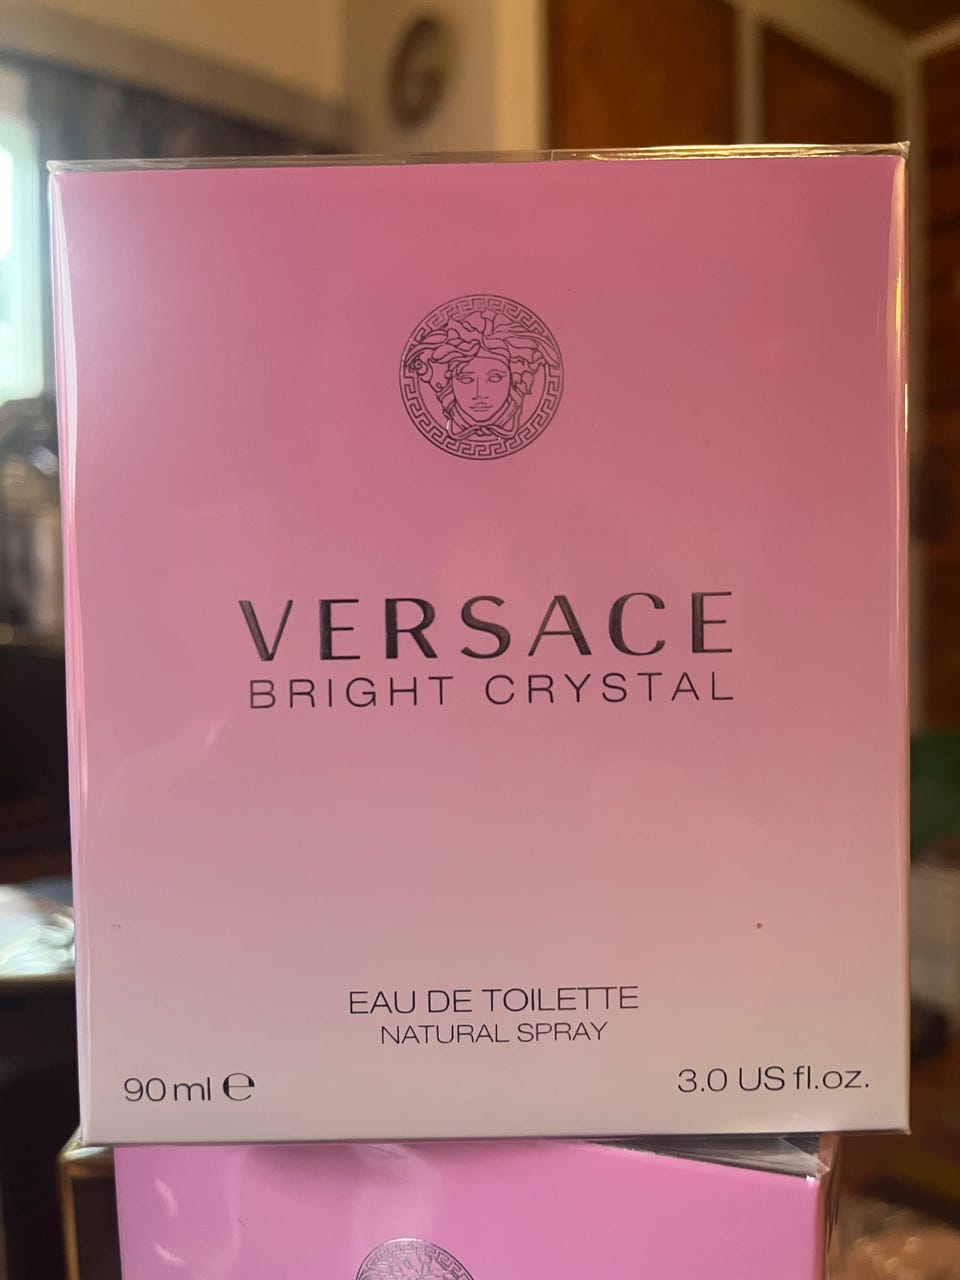 VERSACE
BRIGHT CRYSTAL
EAU DE TOILETTE
NATURAL SPRAY
90 ml ℮
3.0 US fl.oz.